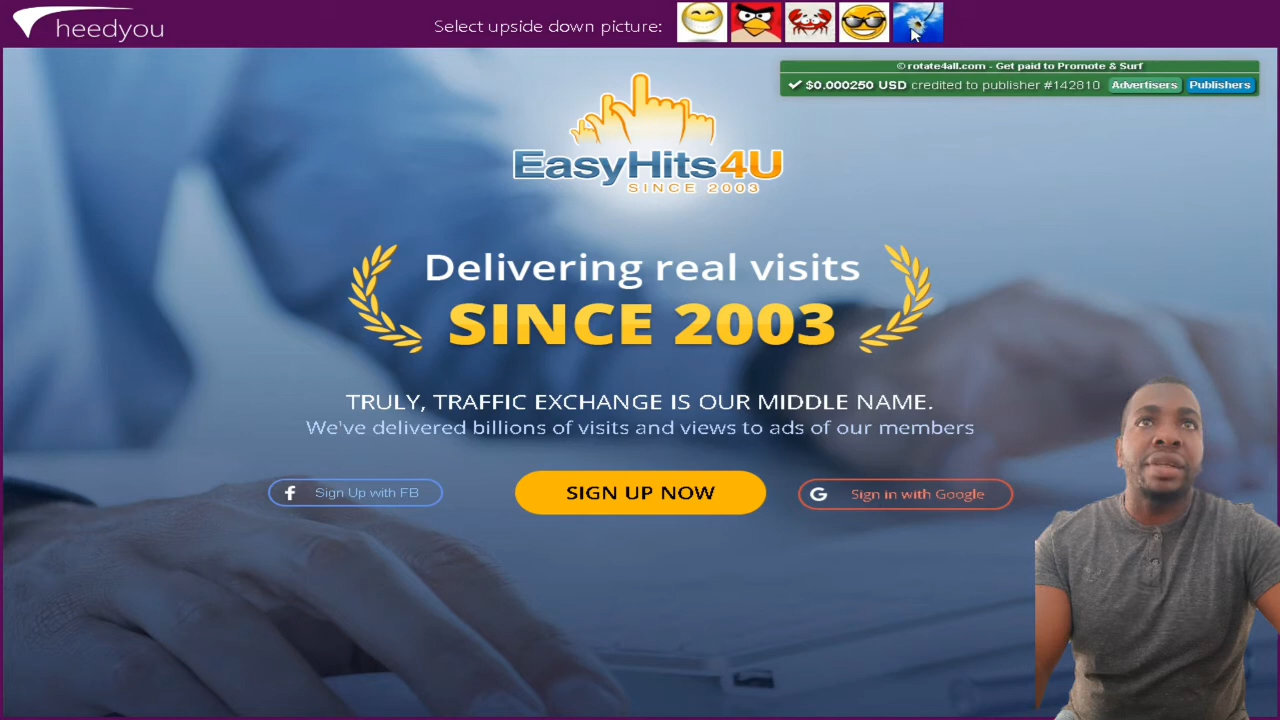 heedyou
Select upside down picture:
© rotate4all.com - Get paid to Promote & Surf
$0.000250 USD credited to publisher #142810 Advertisers Publishers
EasyHits4U
SINCE 2003
Delivering real visits
SINCE 2003
TRULY, TRAFFIC EXCHANGE IS OUR MIDDLE NAME.
We've delivered billions of visits and views to ads of our members
f Sign Up with FB
SIGN UP NOW
G Sign in with Google